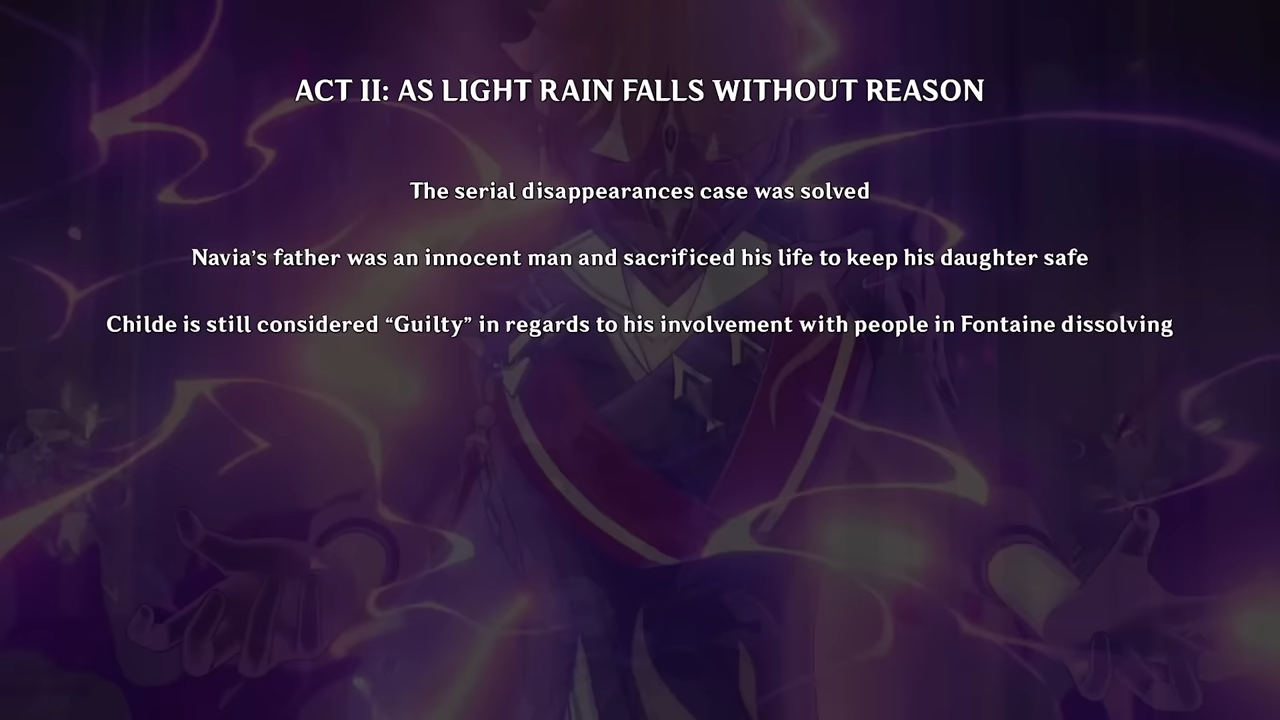 ACT II: AS LIGHT RAIN FALLS WITHOUT REASON
The serial disappearances case was solved
Navia’s father was an innocent man and sacrificed his life to keep his daughter safe
Childe is still considered “Guilty” in regards to his involvement with people in Fontaine dissolving